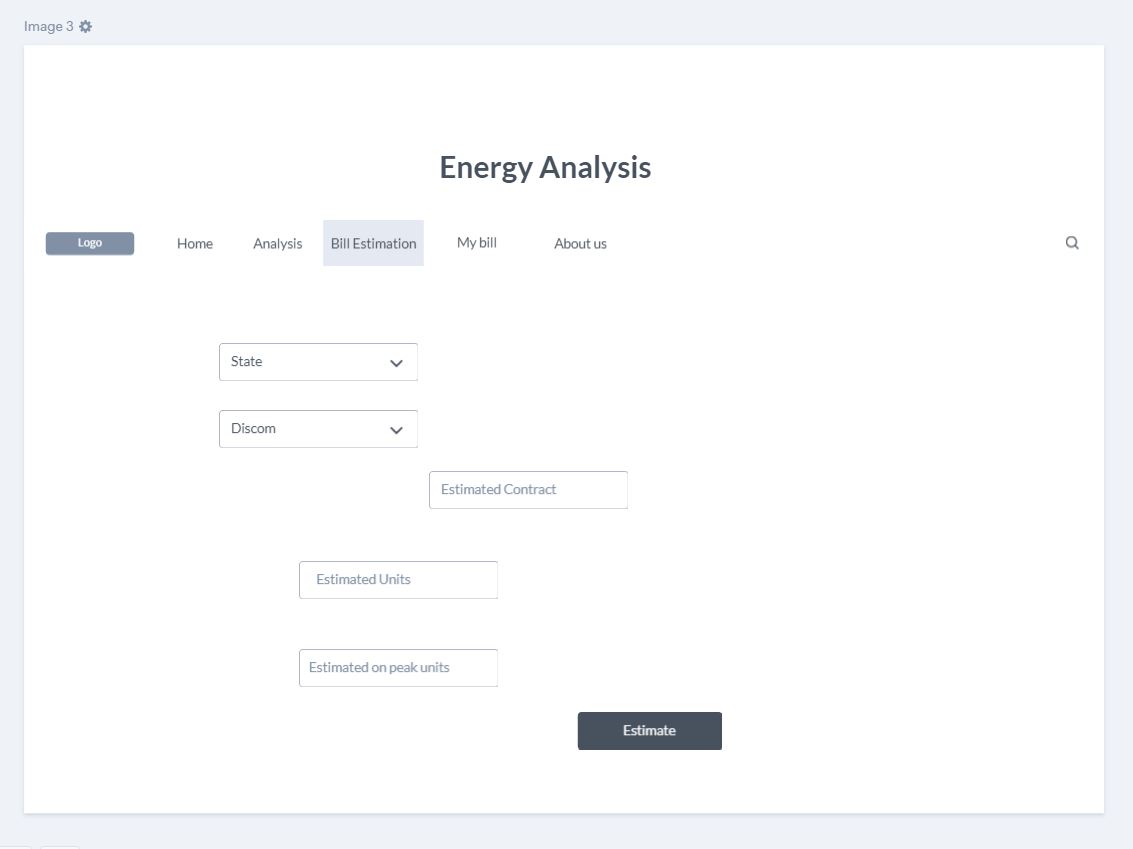 Image 3
Energy Analysis
Logo
Home
Analysis
Bill Estimation
My bill
About us
State
Discom
Estimated Contract
Estimated Units
Estimated on peak units
Estimate